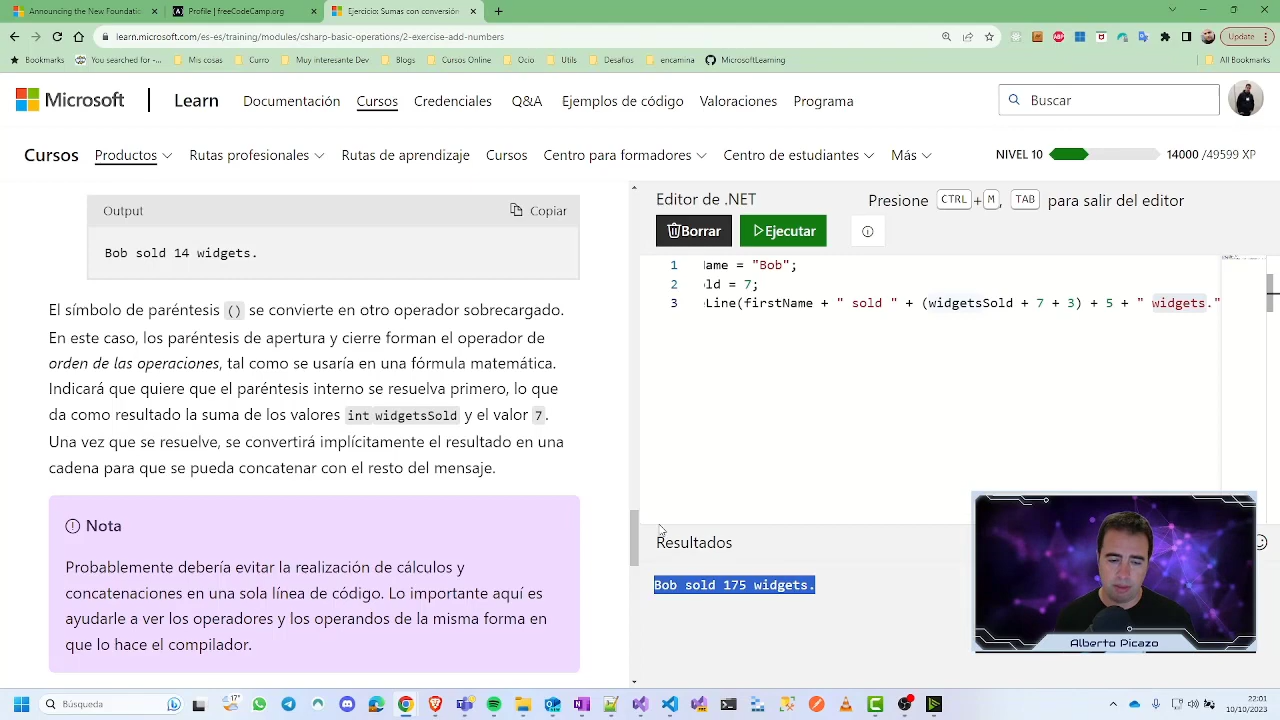 Announcing the New Foundatio
Profile | freeCodeCamp.org
Ejercicio: Sumas con conversión
learn.microsoft.com/es-es/training/modules/csharp-basic-operations/2-exercise-add-numbers
Update
Bookmarks
You searched for -...
Mis cosas
Curro
Muy interesante Dev
Blogs
Cursos Online
Ocio
Utils
Desafios
encamina
MicrosoftLearning
All Bookmarks
Microsoft
Learn
Documentación
Cursos
Credenciales
Q&A
Ejemplos de código
Valoraciones
Programa
Buscar
Cursos
Productos
Rutas profesionales
Rutas de aprendizaje
Cursos
Centro para formadores
Centro de estudiantes
Más
NIVEL 10
14000 /49599 XP
Output
Copiar
Bob sold 14 widgets.
El símbolo de paréntesis () se convierte en otro operador sobrecargado.
En este caso, los paréntesis de apertura y cierre forman el operador de
orden de las operaciones, tal como se usaría en una fórmula matemática.
Indicará que quiere que el paréntesis interno se resuelva primero, lo que
da como resultado la suma de los valores int widgetsSold y el valor 7.
Una vez que se resuelve, se convertirá implícitamente el resultado en una
cadena para que se pueda concatenar con el resto del mensaje.
Nota
Probablemente debería evitar la realización de cálculos y
concatenaciones en una sola línea de código. Lo importante aquí es
ayudarle a ver los operadores y los operandos de la misma forma en
que lo hace el compilador.
Editor de .NET
Presione CTRL + M, TAB para salir del editor
Borrar
Ejecutar
1 ame = "Bob";
2 ld = 7;
3 Line(firstName + " sold " + (widgetsSold + 7 + 3) + 5 + " widgets."
Resultados
Bob sold 175 widgets.
Alberto Picazo
Búsqueda
17°
22:01
10/10/2023